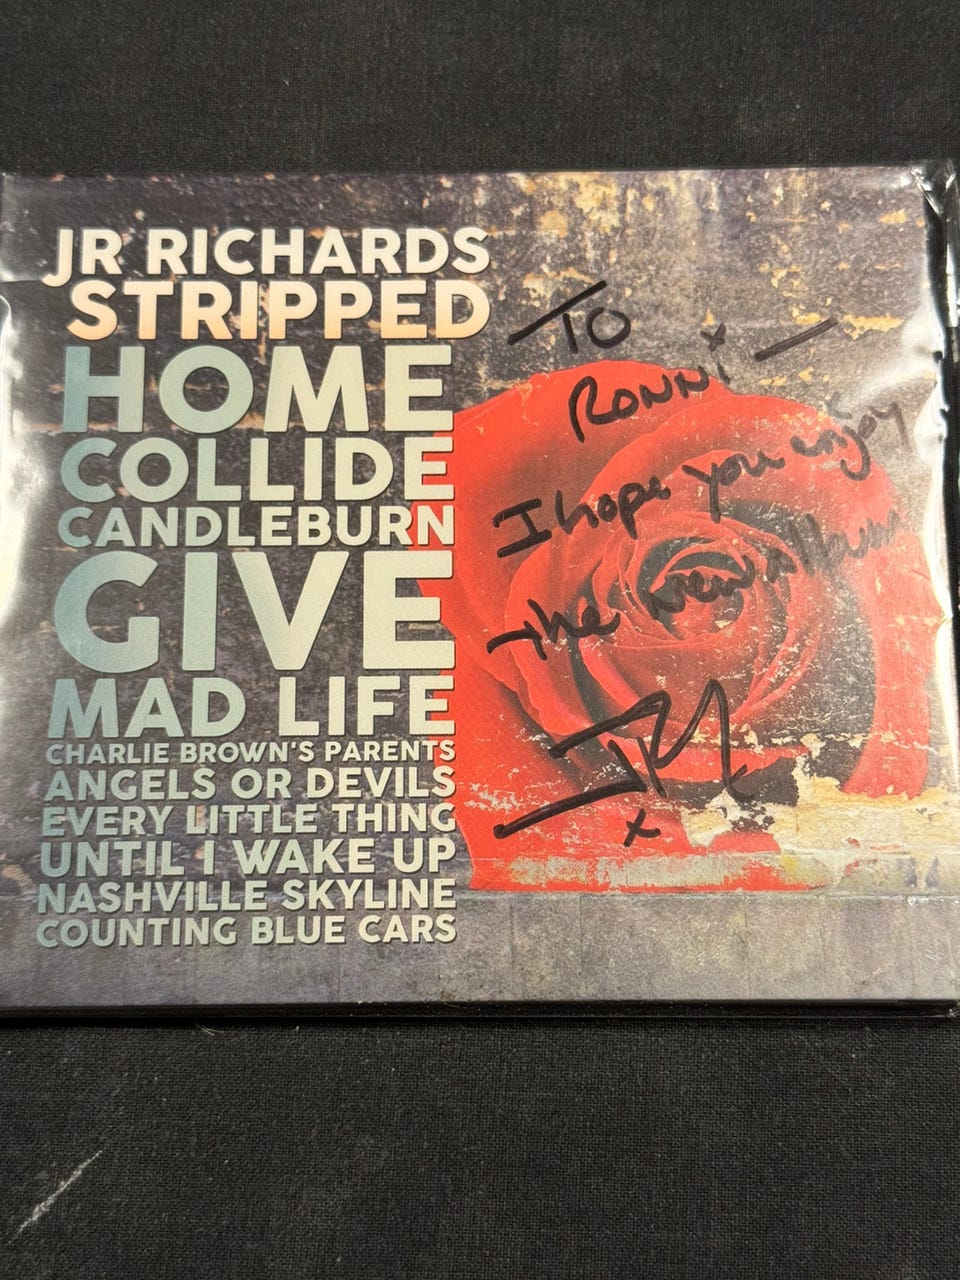 JR RICHARDS
STRIPPED
HOME
COLLIDE
CANDLEBURN
GIVE
MAD LIFE
CHARLIE BROWN'S PARENTS
ANGELS OR DEVILS
EVERY LITTLE THING
UNTIL I WAKE UP
NASHVILLE SKYLINE
COUNTING BLUE CARS
TO
RONNi —
I hope you enjoy
the new album
JR
x